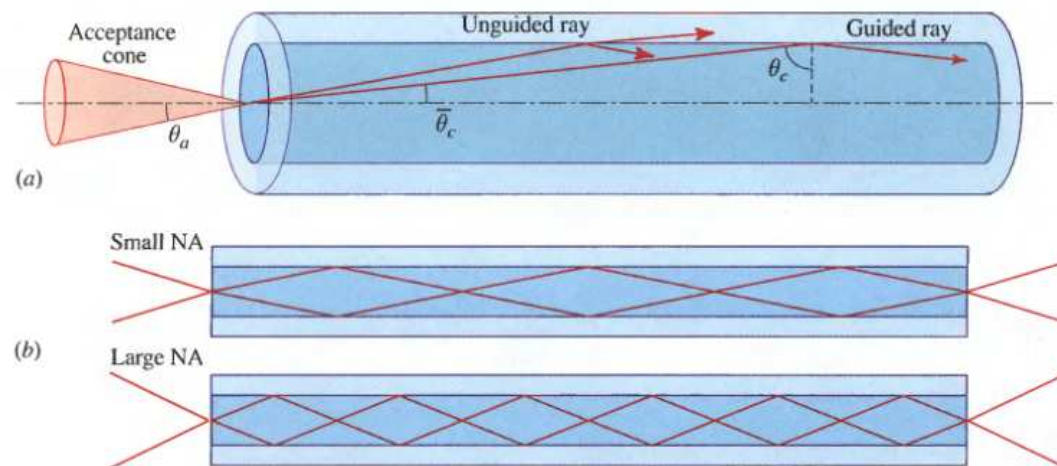 Acceptance
cone
Unguided ray
Guided ray
θc
θa
θ̄c
(a)
Small NA
(b)
Large NA